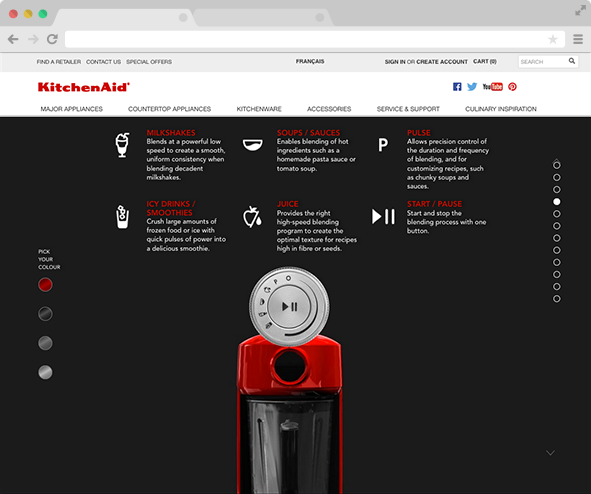 FIND A RETAILER CONTACT US SPECIAL OFFERS FRANÇAIS SIGN IN OR CREATE ACCOUNT CART (0) SEARCH
KitchenAid
You Tube
MAJOR APPLIANCES COUNTERTOP APPLIANCES KITCHENWARE ACCESSORIES SERVICE & SUPPORT CULINARY INSPIRATION
MILKSHAKES
Blends at a powerful low
speed to create a smooth,
uniform consistency when
blending decadent
milkshakes.
SOUPS / SAUCES
Enables blending of hot
ingredients such as a
homemade pasta sauce or
tomato soup.
P
PULSE
Allows precision control of
the duration and frequency
of blending, and for
customizing recipes, such
as chunky soups and
sauces.
ICY DRINKS /
SMOOTHIES
Crush large amounts of
frozen food or ice with
quick pulses of power into
a delicious smoothie.
JUICE
Provides the right
high-speed blending
program to create the
optimal texture for recipes
high in fibre or seeds.
START / PAUSE
Start and stop the
blending process with one
button.
PICK
YOUR
COLOUR
P